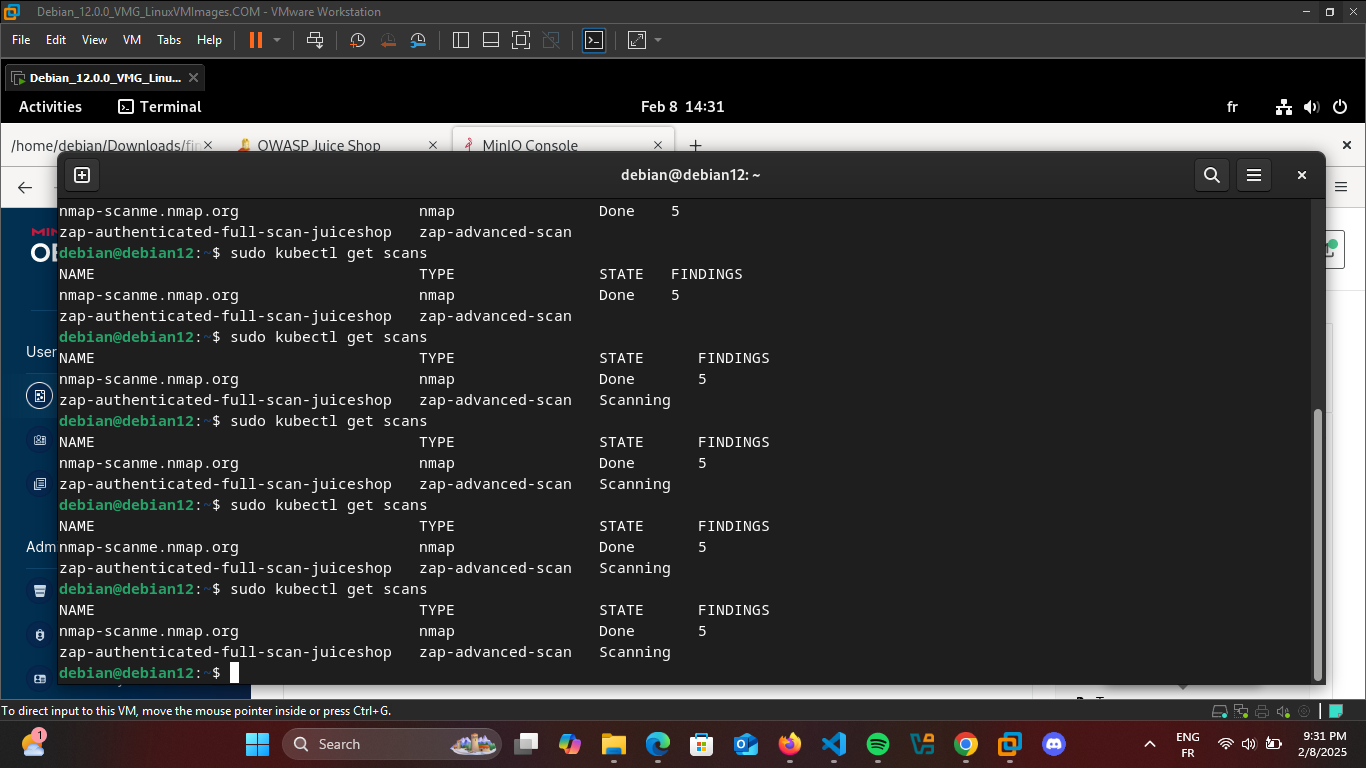 Debian_12.0.0_VMG_LinuxVMImages.COM - VMware Workstation
File Edit View VM Tabs Help
Debian_12.0.0_VMG_Linu...
Activities Terminal Feb 8 14:31 fr
/home/debian/Downloads/fin OWASP Juice Shop MinIO Console
debian@debian12: ~
nmap-scanme.nmap.org nmap Done 5
zap-authenticated-full-scan-juiceshop zap-advanced-scan
debian@debian12:~$ sudo kubectl get scans
NAME TYPE STATE FINDINGS
nmap-scanme.nmap.org nmap Done 5
zap-authenticated-full-scan-juiceshop zap-advanced-scan
debian@debian12:~$ sudo kubectl get scans
NAME TYPE STATE FINDINGS
nmap-scanme.nmap.org nmap Done 5
zap-authenticated-full-scan-juiceshop zap-advanced-scan Scanning
debian@debian12:~$ sudo kubectl get scans
NAME TYPE STATE FINDINGS
nmap-scanme.nmap.org nmap Done 5
zap-authenticated-full-scan-juiceshop zap-advanced-scan Scanning
debian@debian12:~$ sudo kubectl get scans
NAME TYPE STATE FINDINGS
nmap-scanme.nmap.org nmap Done 5
zap-authenticated-full-scan-juiceshop zap-advanced-scan Scanning
debian@debian12:~$ sudo kubectl get scans
NAME TYPE STATE FINDINGS
nmap-scanme.nmap.org nmap Done 5
zap-authenticated-full-scan-juiceshop zap-advanced-scan Scanning
debian@debian12:~$
User
Adm
To direct input to this VM, move the mouse pointer inside or press Ctrl+G.
1
Search
ENG
FR
9:31 PM
2/8/2025